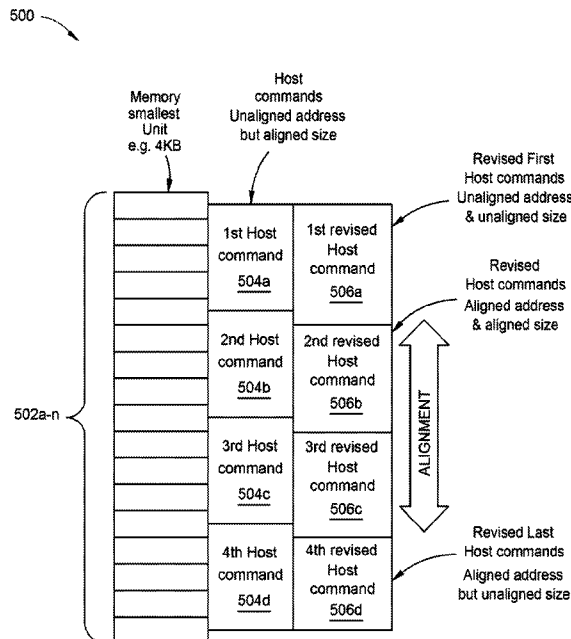 500
Host
commands
Unaligned address
but aligned size
Memory
smallest
Unit
e.g. 4KB
Revised First
Host commands
Unaligned address
& unaligned size
1st Host
command
504a
1st revised
Host
command
506a
Revised
Host commands
Aligned address
& aligned size
2nd Host
command
504b
2nd revised
Host
command
506b
502a-n
ALIGNMENT
3rd Host
command
504c
3rd revised
Host
command
506c
4th Host
command
504d
4th revised
Host
command
506d
Revised Last
Host commands
Aligned address
but unaligned size